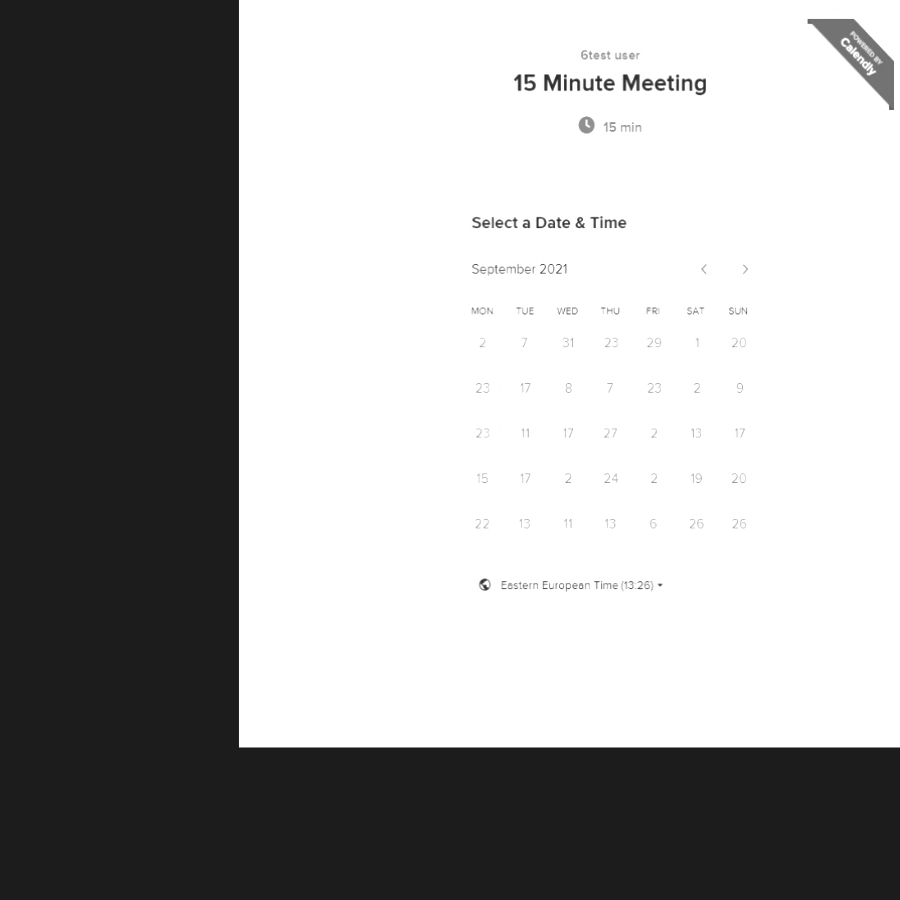 POWERED BY
Calendly
6test user
15 Minute Meeting
15 min
Select a Date & Time
September 2021
MON TUE WED THU FRI SAT SUN
2 7 31 23 29 1 20
23 17 8 7 23 2 9
23 11 17 27 2 13 17
15 17 2 24 2 19 20
22 13 11 13 6 26 26
Eastern European Time (13:26)